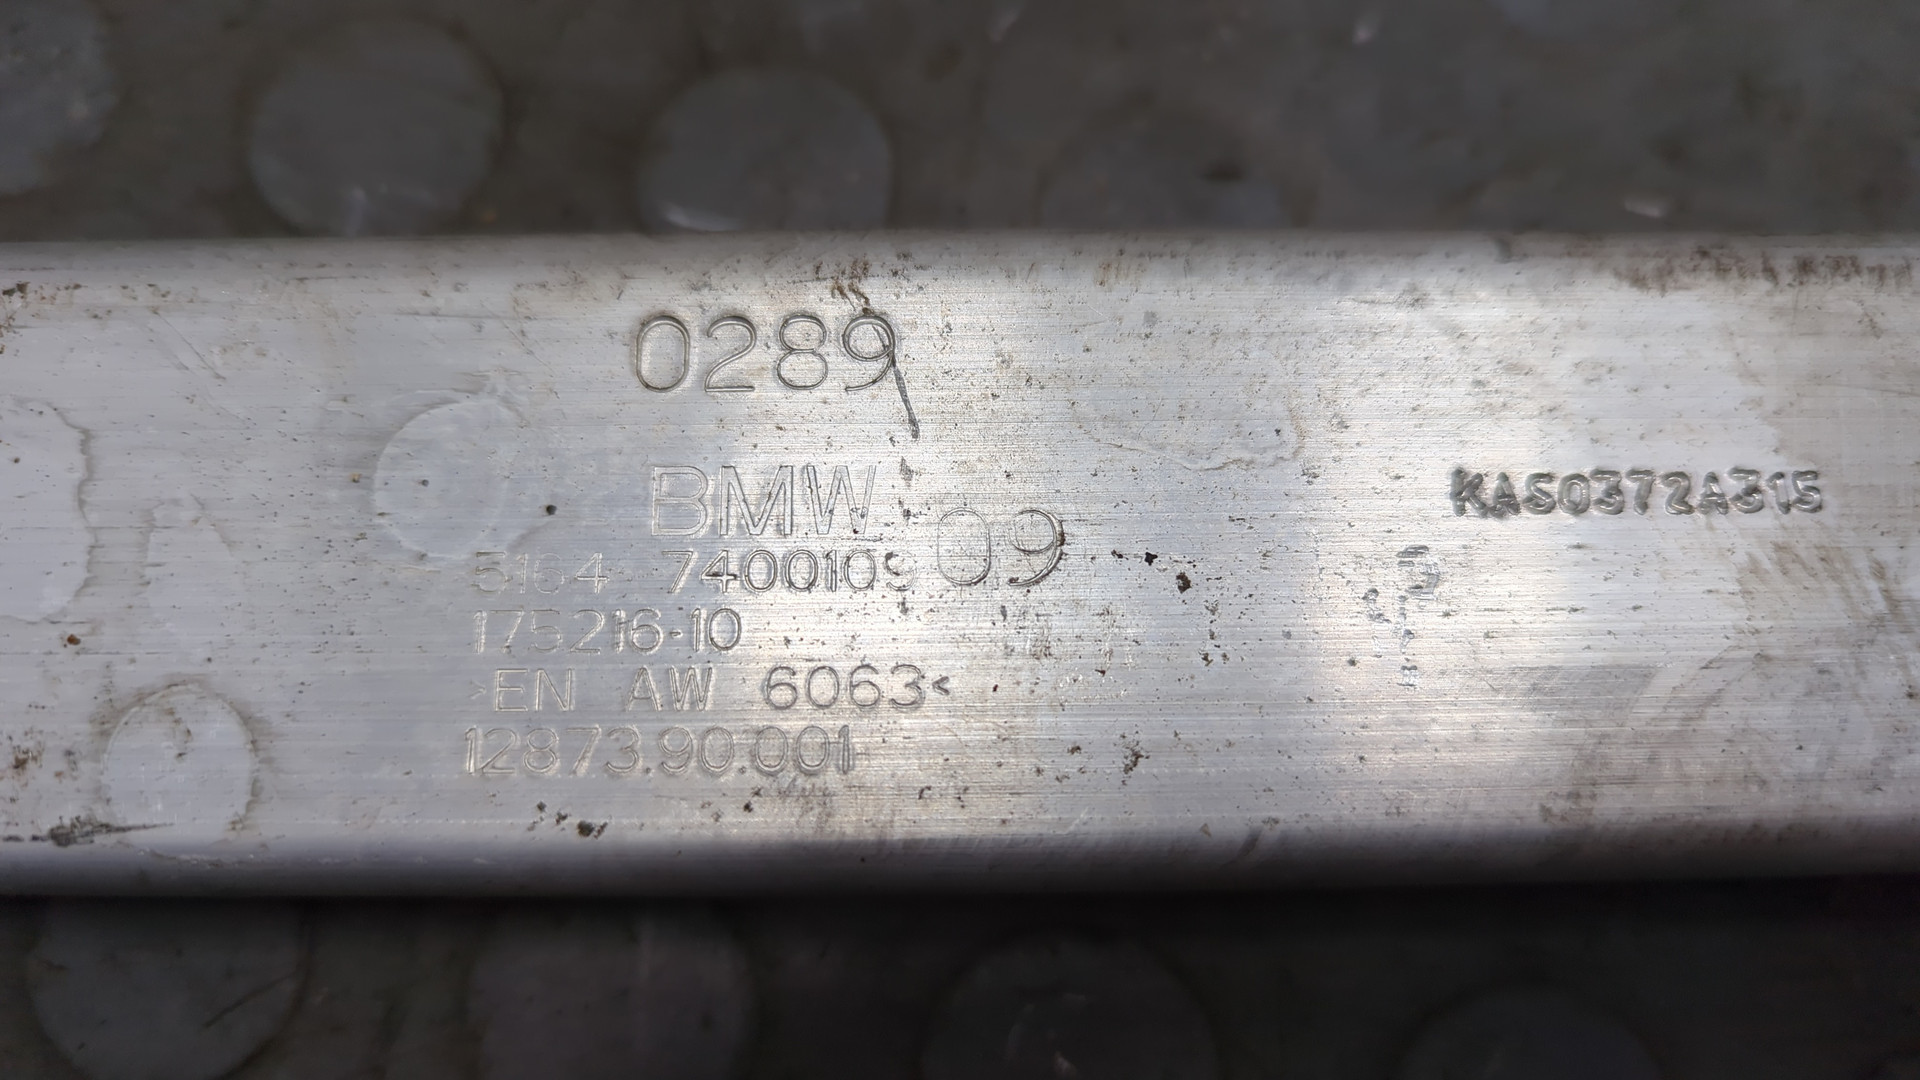 0289
BMW
5164 7400109 09
175216-10
>EN AW 6063<
12873.90.001
KAS0372A315